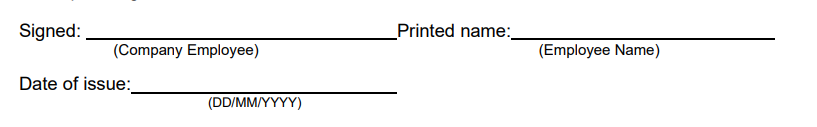 Signed: Printed name:
(Company Employee) (Employee Name)
Date of issue:
(DD/MM/YYYY)